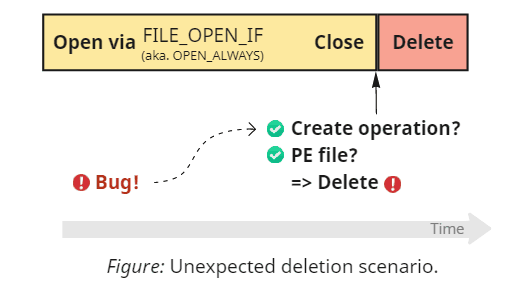 Open via FILE_OPEN_IF Close Delete
(aka. OPEN_ALWAYS)
Create operation?
PE file?
Bug! => Delete
Time
Figure: Unexpected deletion scenario.